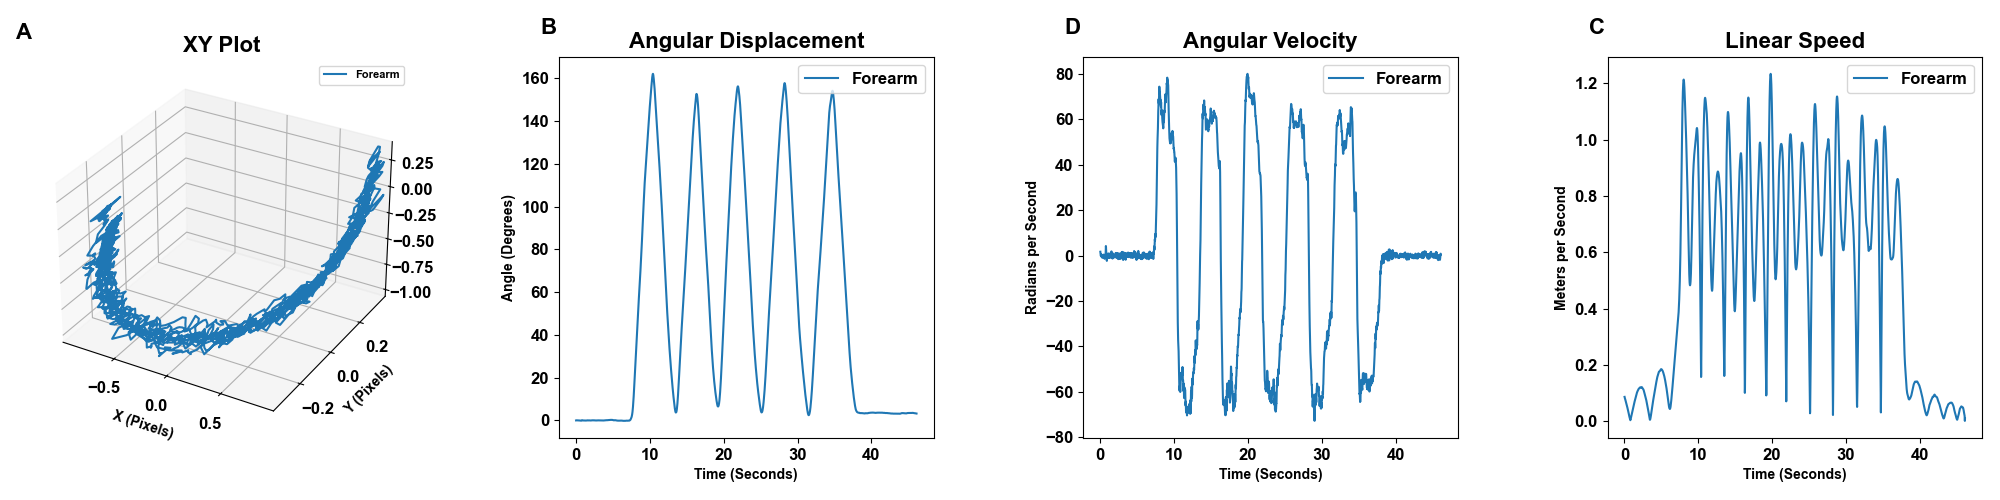 A
XY Plot
Forearm
0.25
0.00
−0.25
−0.50
−0.75
−1.00
0.2
0.0
−0.2
Y (Pixels)
−0.5
0.0
0.5
X (Pixels)
B
Angular Displacement
Forearm
160
140
120
100
80
60
40
20
0
Angle (Degrees)
0 10 20 30 40
Time (Seconds)
D
Angular Velocity
Forearm
80
60
40
20
0
−20
−40
−60
−80
Radians per Second
0 10 20 30 40
Time (Seconds)
C
Linear Speed
Forearm
1.2
1.0
0.8
0.6
0.4
0.2
0.0
Meters per Second
0 10 20 30 40
Time (Seconds)